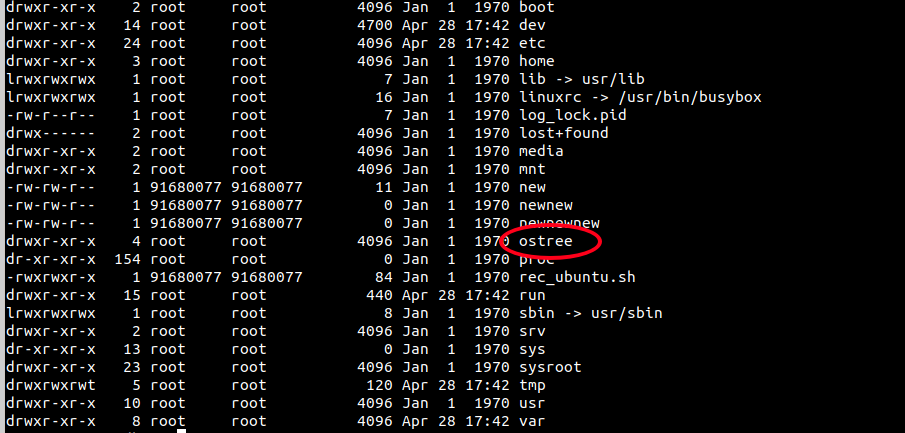 drwxr-xr-x 2 root root 4096 Jan 1 1970 boot
drwxr-xr-x 14 root root 4700 Apr 28 17:42 dev
drwxr-xr-x 24 root root 4096 Apr 28 17:42 etc
drwxr-xr-x 3 root root 4096 Jan 1 1970 home
lrwxrwxrwx 1 root root 7 Jan 1 1970 lib -> usr/lib
lrwxrwxrwx 1 root root 16 Jan 1 1970 linuxrc -> /usr/bin/busybox
-rw-r--r-- 1 root root 7 Jan 1 1970 log_lock.pid
drwx------ 2 root root 4096 Jan 1 1970 lost+found
drwxr-xr-x 2 root root 4096 Jan 1 1970 media
drwxr-xr-x 2 root root 4096 Jan 1 1970 mnt
-rw-rw-r-- 1 91680077 91680077 11 Jan 1 1970 new
-rw-rw-r-- 1 91680077 91680077 0 Jan 1 1970 newnew
-rw-rw-r-- 1 91680077 91680077 0 Jan 1 1970 newnewnew
drwxr-xr-x 4 root root 4096 Jan 1 1970 ostree
dr-xr-xr-x 154 root root 0 Jan 1 1970 proc
-rwxrwxr-x 1 91680077 91680077 84 Jan 1 1970 rec_ubuntu.sh
drwxr-xr-x 15 root root 440 Apr 28 17:42 run
lrwxrwxrwx 1 root root 8 Jan 1 1970 sbin -> usr/sbin
drwxr-xr-x 2 root root 4096 Jan 1 1970 srv
dr-xr-xr-x 13 root root 0 Jan 1 1970 sys
drwxr-xr-x 23 root root 4096 Jan 1 1970 sysroot
drwxrwxrwt 5 root root 120 Apr 28 17:42 tmp
drwxr-xr-x 10 root root 4096 Jan 1 1970 usr
drwxr-xr-x 8 root root 4096 Apr 28 17:42 var